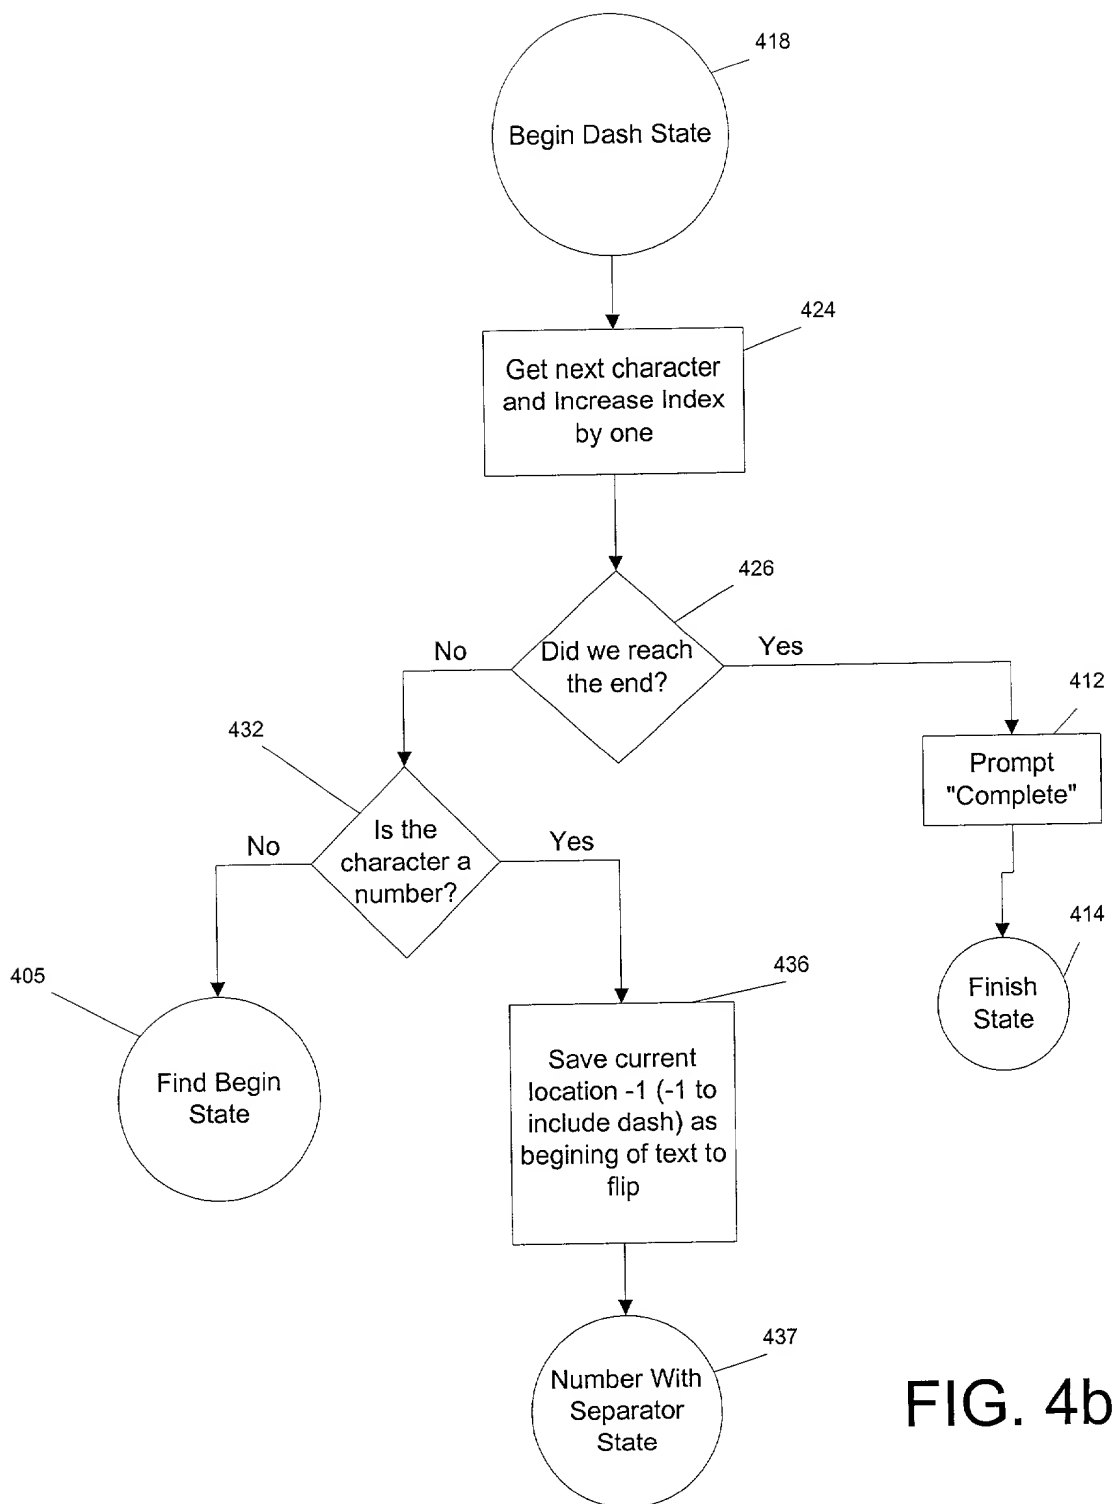 418
Begin Dash State
424
Get next character
and Increase Index
by one
426
No
Did we reach
the end?
Yes
412
Prompt
"Complete"
432
No
Is the
character a
number?
Yes
414
Finish
State
405
Find Begin
State
436
Save current
location -1 (-1 to
include dash) as
begining of text to
flip
437
Number With
Separator
State
FIG. 4b